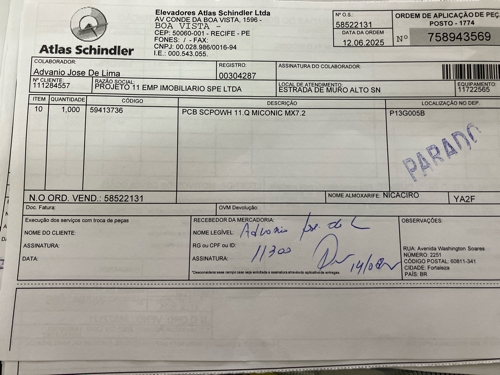 Atlas Schindler
Elevadores Atlas Schindler Ltda
AV CONDE DA BOA VISTA, 1596 -
BOA VISTA -
CEP: 50060-001 - RECIFE - PE
FONES: / - FAX:
CNPJ: 00.028.986/0016-94
I.E: 000.543.055.
Nº O.S.
58522131
DATA DA ORDEM
12.06.2025
ORDEM DE APLICAÇÃO DE PEÇA
POSTO - 1774
Nº 758943569
COLABORADOR:
Advanio Jose De Lima
REGISTRO:
00304287
ASSINATURA DO COLABORADOR:
Nº CLIENTE:
111284557
RAZÃO SOCIAL:
PROJETO 11 EMP IMOBILIARIO SPE LTDA
LOCAL DE ATENDIMENTO:
ESTRADA DE MURO ALTO SN
EQUIPAMENTO:
11722565
ITEM QUANTIDADE CÓDIGO DESCRIÇÃO LOCALIZAÇÃO NO DEP.
10 1,000 59413736 PCB SCPOWH 11.Q MICONIC MX7.2 P13G005B
PARADO
N.O ORD. VEND.: 58522131
NOME ALMOXARIFE: NICACIRO
YA2F
Doc. Fatura:
OVM Devolução:
Execução dos serviços com troca de peças
NOME DO CLIENTE:
ASSINATURA:
DATA:
RECEBEDOR DA MERCADORIA:
NOME LEGÍVEL: Advanio
RG ou CPF ou ID: 11300
ASSINATURA:
OBSERVAÇÕES:
RUA: Avenida Washington Soares
NÚMERO: 2251
CÓDIGO POSTAL: 60811-341
CIDADE: Fortaleza
PAÍS: BR